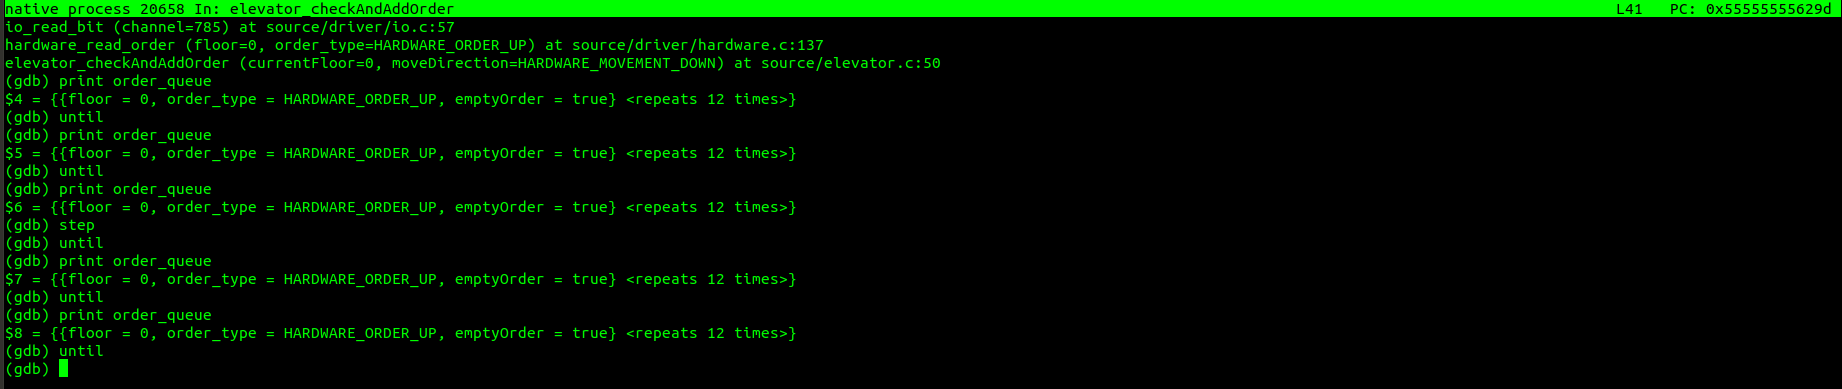 native process 20658 In: elevator_checkAndAddOrder L41 PC: 0x55555555629d
io_read_bit (channel=785) at source/driver/io.c:57
hardware_read_order (floor=0, order_type=HARDWARE_ORDER_UP) at source/driver/hardware.c:137
elevator_checkAndAddOrder (currentFloor=0, moveDirection=HARDWARE_MOVEMENT_DOWN) at source/elevator.c:50
(gdb) print order_queue
$4 = {{floor = 0, order_type = HARDWARE_ORDER_UP, emptyOrder = true} <repeats 12 times>}
(gdb) until
(gdb) print order_queue
$5 = {{floor = 0, order_type = HARDWARE_ORDER_UP, emptyOrder = true} <repeats 12 times>}
(gdb) until
(gdb) print order_queue
$6 = {{floor = 0, order_type = HARDWARE_ORDER_UP, emptyOrder = true} <repeats 12 times>}
(gdb) step
(gdb) until
(gdb) print order_queue
$7 = {{floor = 0, order_type = HARDWARE_ORDER_UP, emptyOrder = true} <repeats 12 times>}
(gdb) until
(gdb) print order_queue
$8 = {{floor = 0, order_type = HARDWARE_ORDER_UP, emptyOrder = true} <repeats 12 times>}
(gdb) until
(gdb)